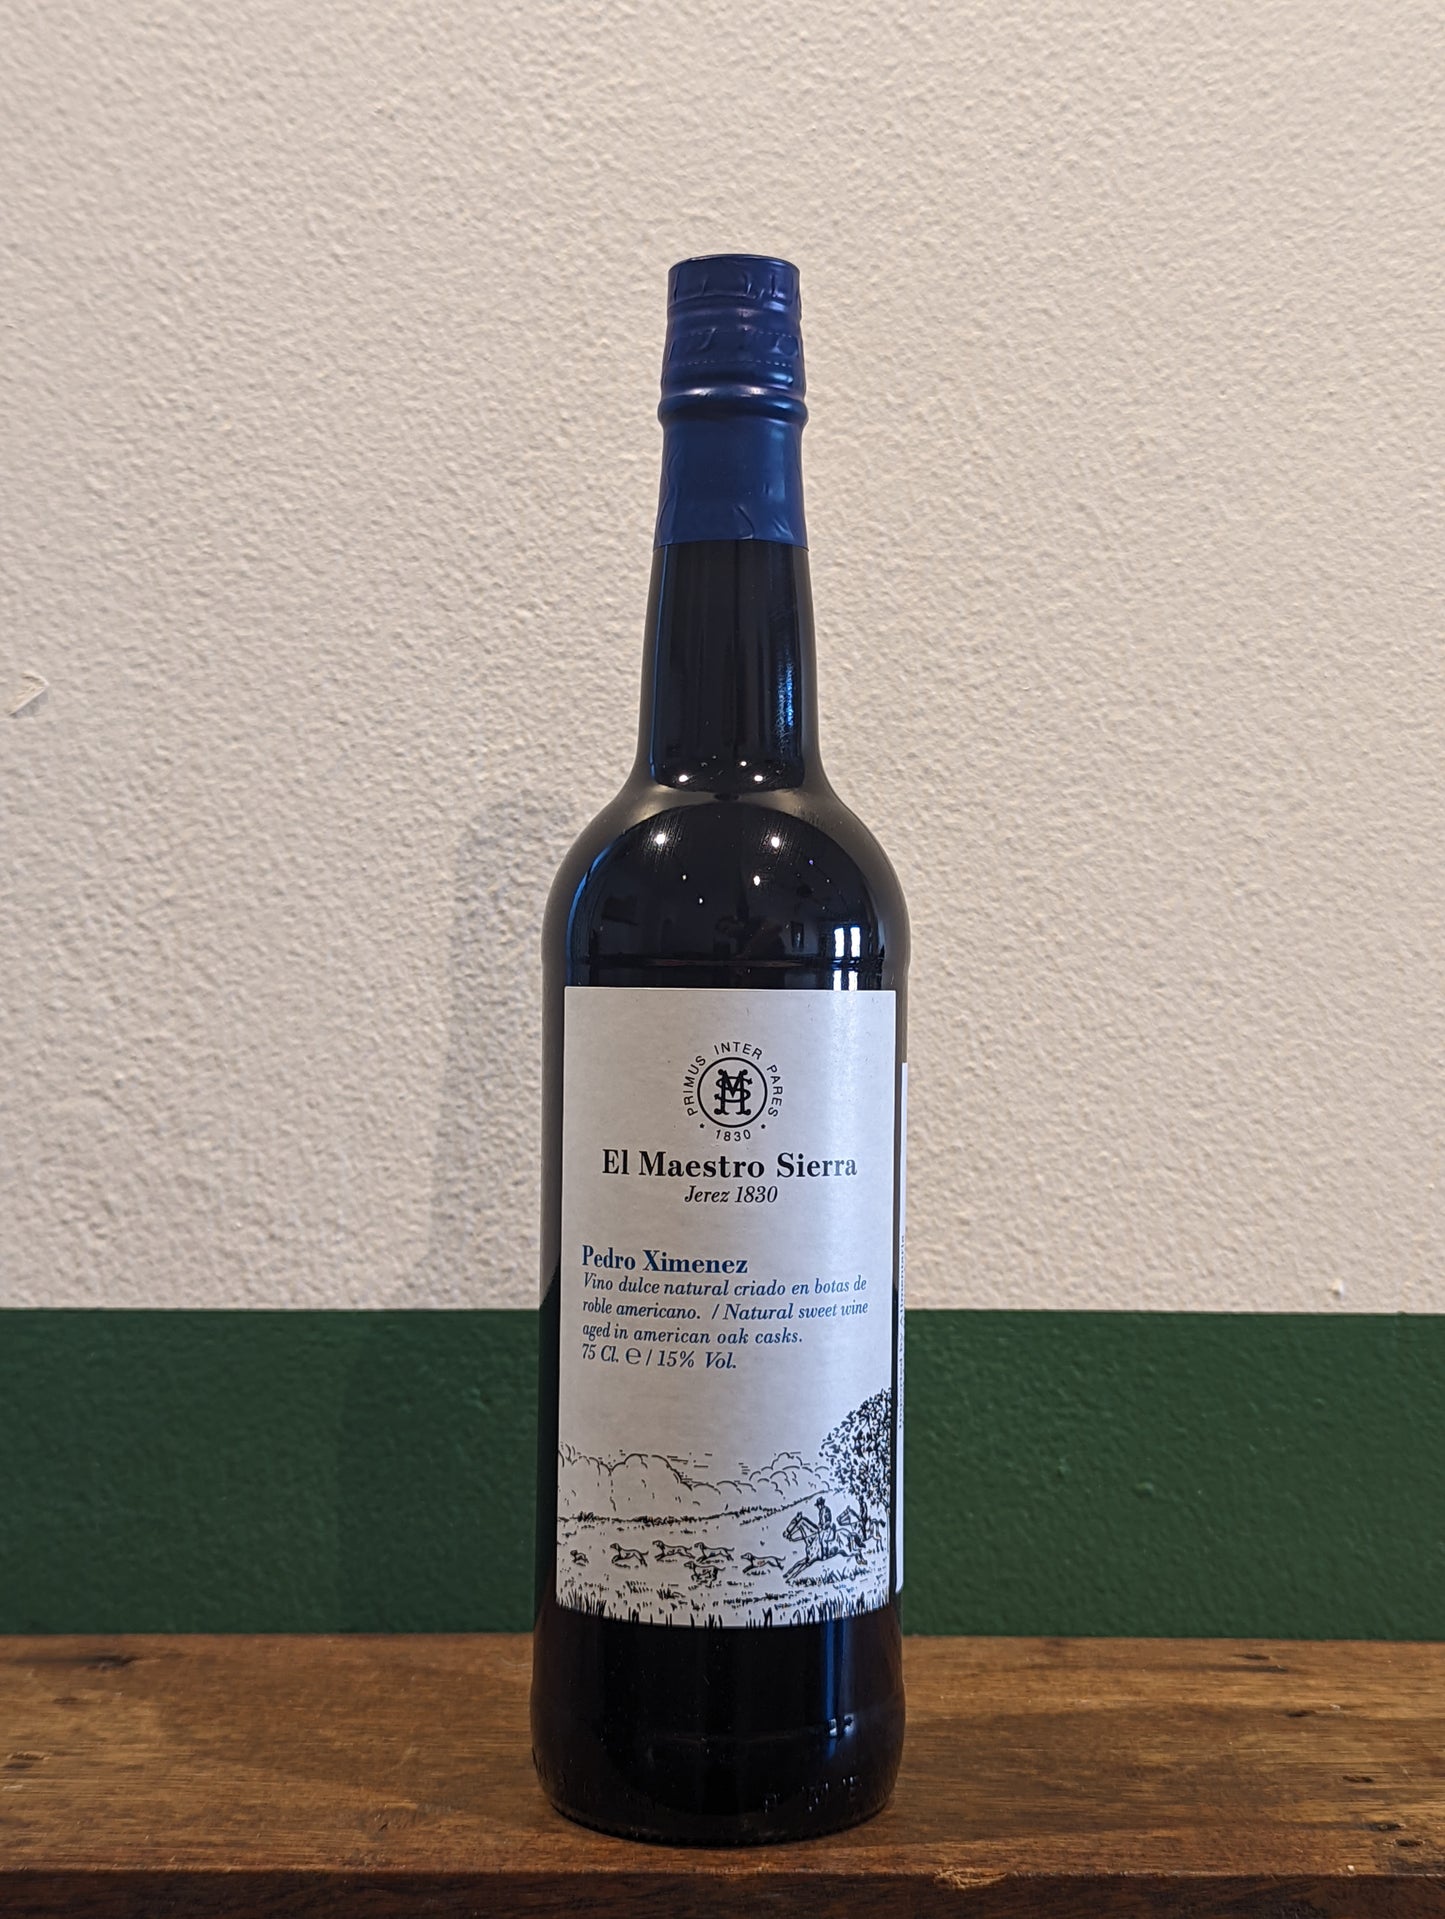 PRIMUS INTER PARES
1830
El Maestro Sierra
Jerez 1830
Pedro Ximenez
Vino dulce natural criado en botas de
roble americano. / Natural sweet wine
aged in american oak casks.
75 Cl. ℮ / 15% Vol.